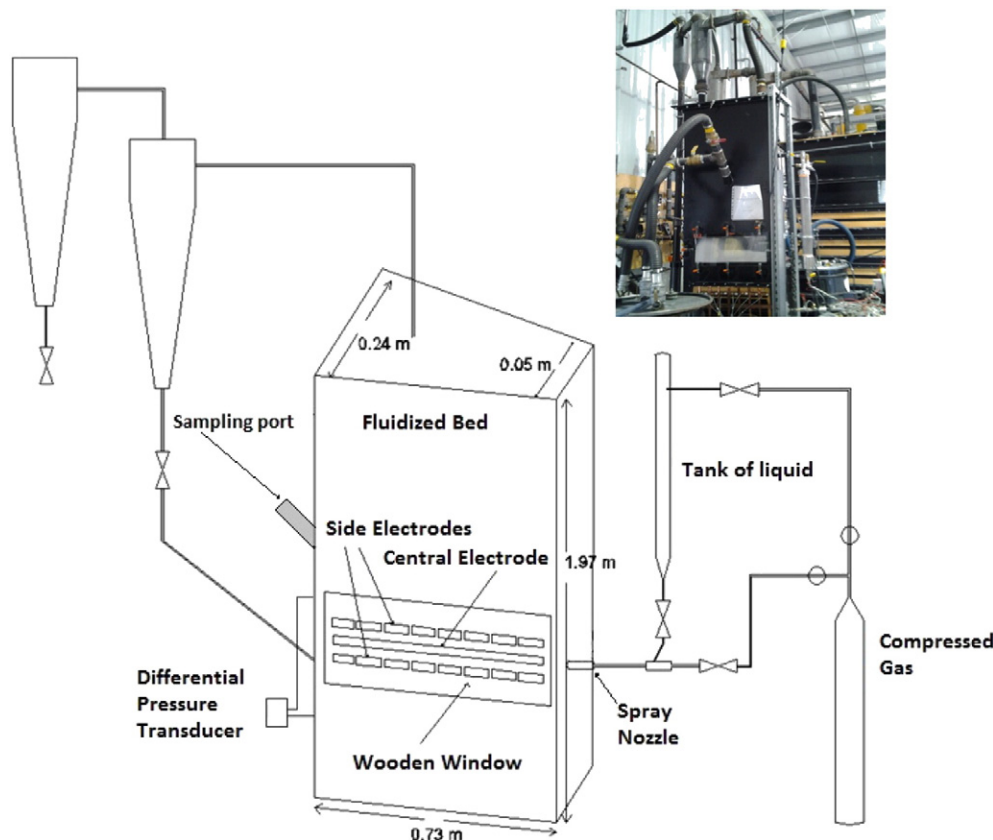 0.24 m
0.05 m
Sampling port
Fluidized Bed
Tank of liquid
Side Electrodes
Central Electrode
1.97 m
Compressed
Gas
Differential
Pressure
Transducer
Spray
Nozzle
Wooden Window
0.73 m